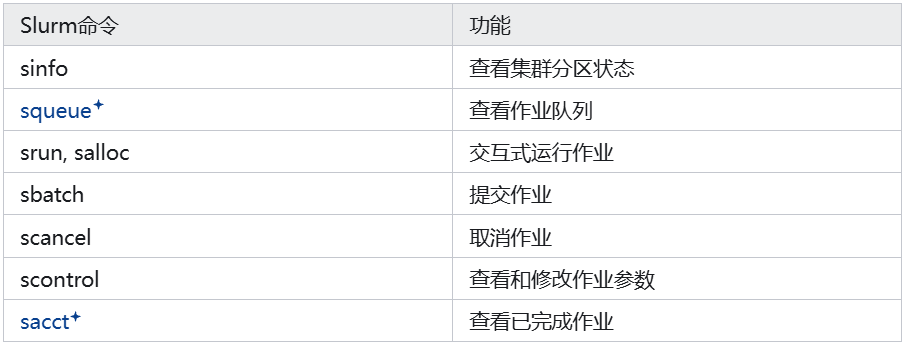 Slurm命令 功能
sinfo 查看集群分区状态
squeue 查看作业队列
srun, salloc 交互式运行作业
sbatch 提交作业
scancel 取消作业
scontrol 查看和修改作业参数
sacct 查看已完成作业